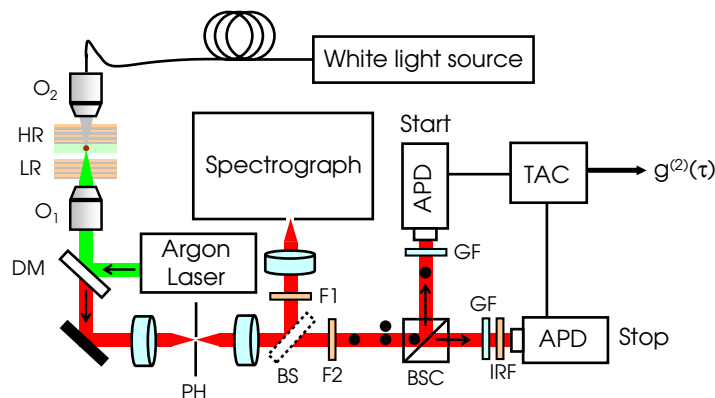 White light source
O₂
HR
LR
O₁
DM
Argon
Laser
Spectrograph
F1
PH
BS
F2
Start
APD
GF
TAC
g⁽²⁾(τ)
BSC
GF
IRF
APD
Stop